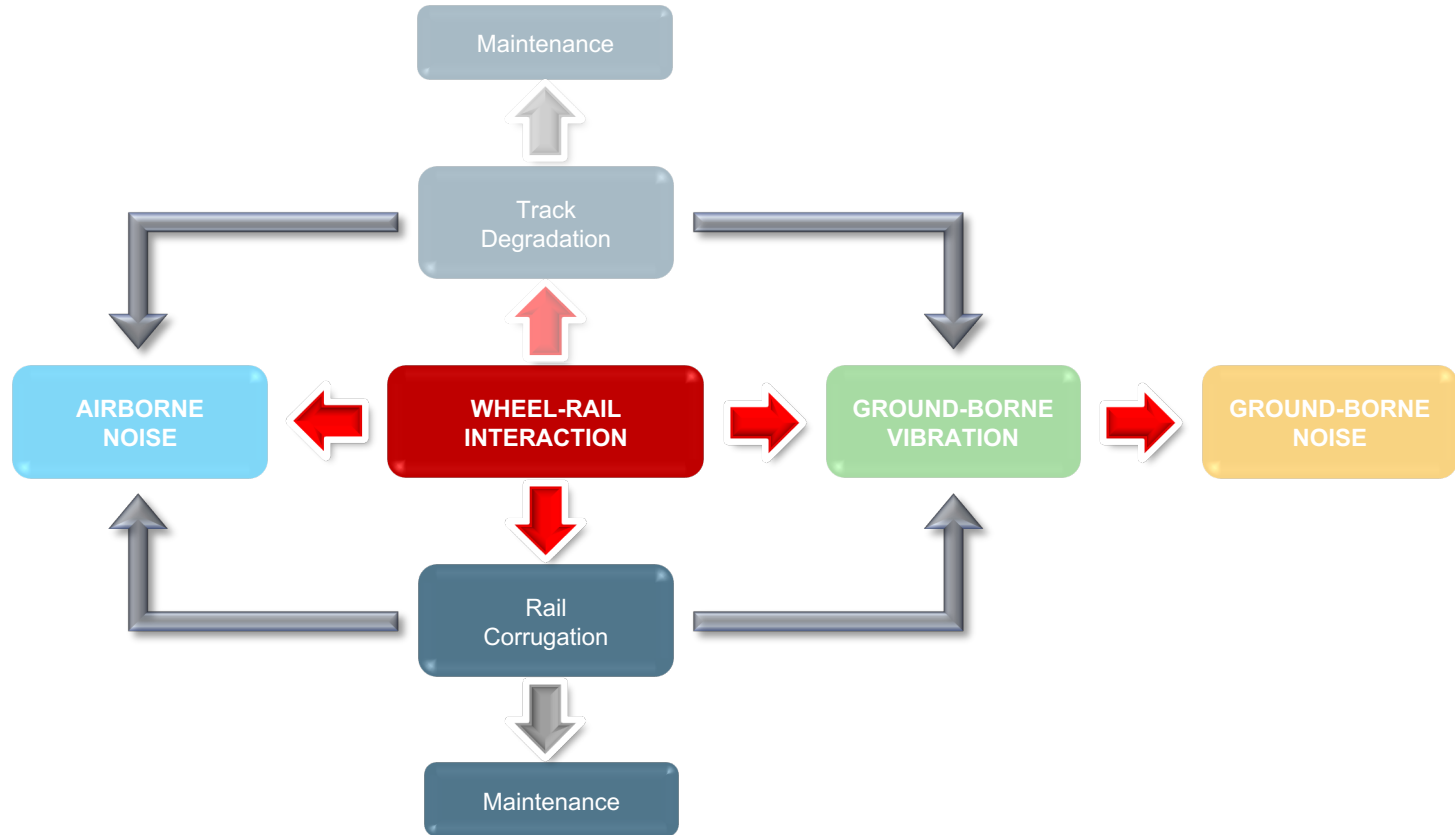 Maintenance
Track
Degradation
AIRBORNE
NOISE
WHEEL-RAIL
INTERACTION
GROUND-BORNE
VIBRATION
GROUND-BORNE
NOISE
Rail
Corrugation
Maintenance